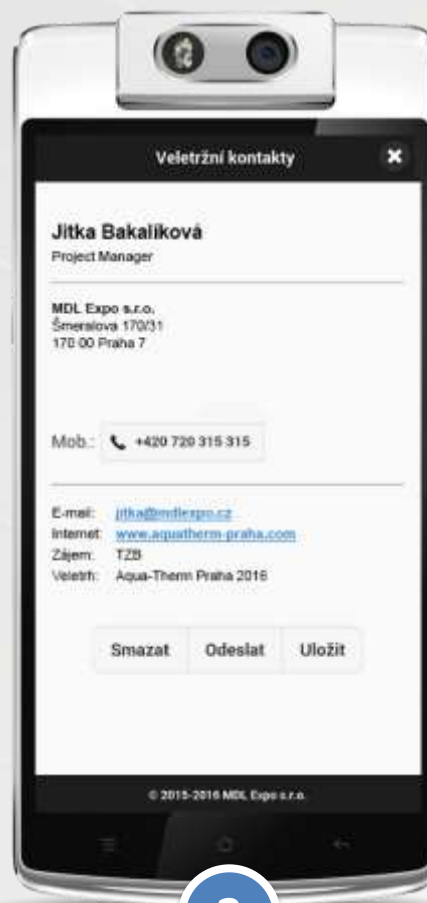 Veletržní kontakty
Jitka Bakalíková
Project Manager
MDL Expo s.r.o.
Šmeralova 170/31
170 00 Praha 7
Mob.: +420 720 315 315
E-mail: jitka@mdlexpo.cz
Internet: www.aquatherm-praha.com
Zájem: TZB
Veletrh: Aqua-Therm Praha 2016
Smazat Odeslat Uložit
© 2015-2016 MDL Expo s.r.o.